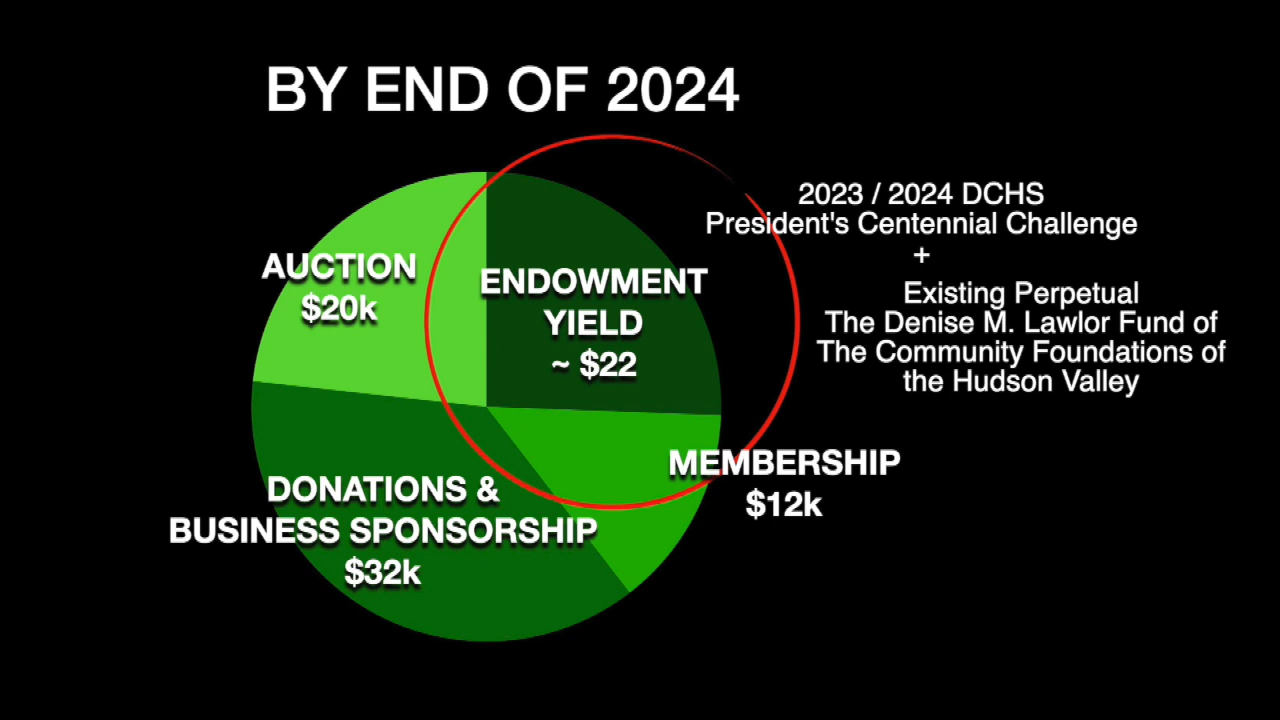 BY END OF 2024
2023 / 2024 DCHS
President's Centennial Challenge
+
Existing Perpetual
The Denise M. Lawlor Fund of
The Community Foundations of
the Hudson Valley
AUCTION
$20k
ENDOWMENT
YIELD
~ $22
MEMBERSHIP
$12k
DONATIONS &
BUSINESS SPONSORSHIP
$32k